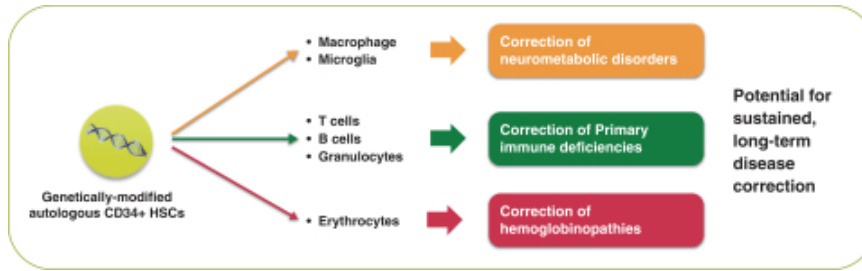 Genetically-modified
autologous CD34+ HSCs
• Macrophage
• Microglia
Correction of
neurometabolic disorders
• T cells
• B cells
• Granulocytes
Correction of Primary
immune deficiencies
• Erythrocytes
Correction of
hemoglobinopathies
Potential for
sustained,
long-term
disease
correction